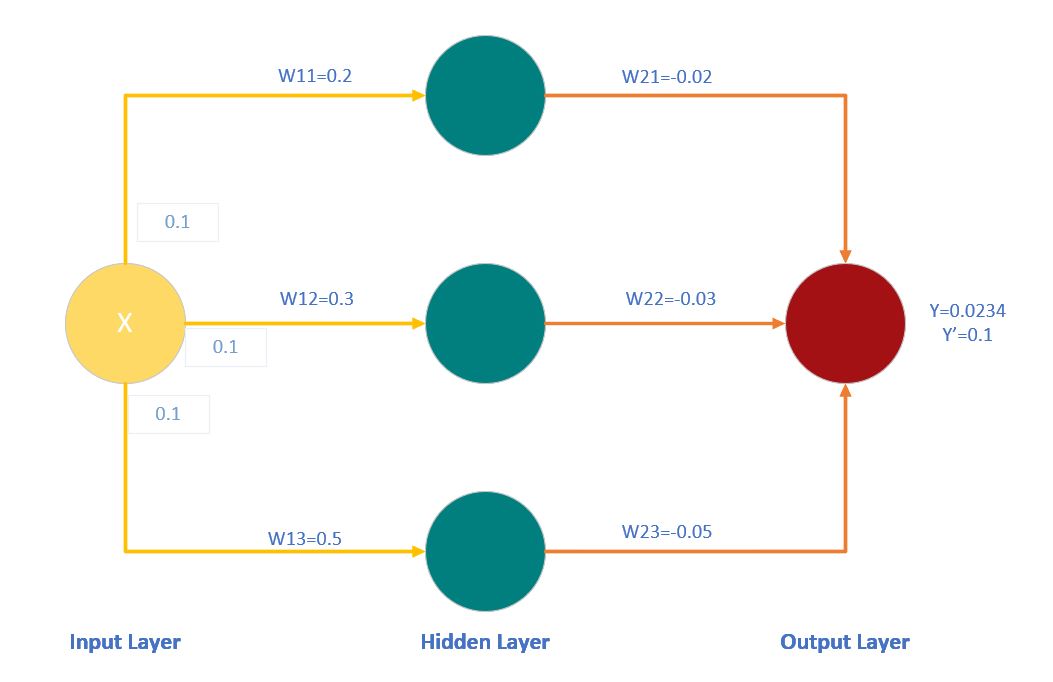 W11=0.2
W21=-0.02
0.1
W12=0.3
W22=-0.03
X
Y=0.0234
Y’=0.1
0.1
0.1
W13=0.5
W23=-0.05
Input Layer
Hidden Layer
Output Layer